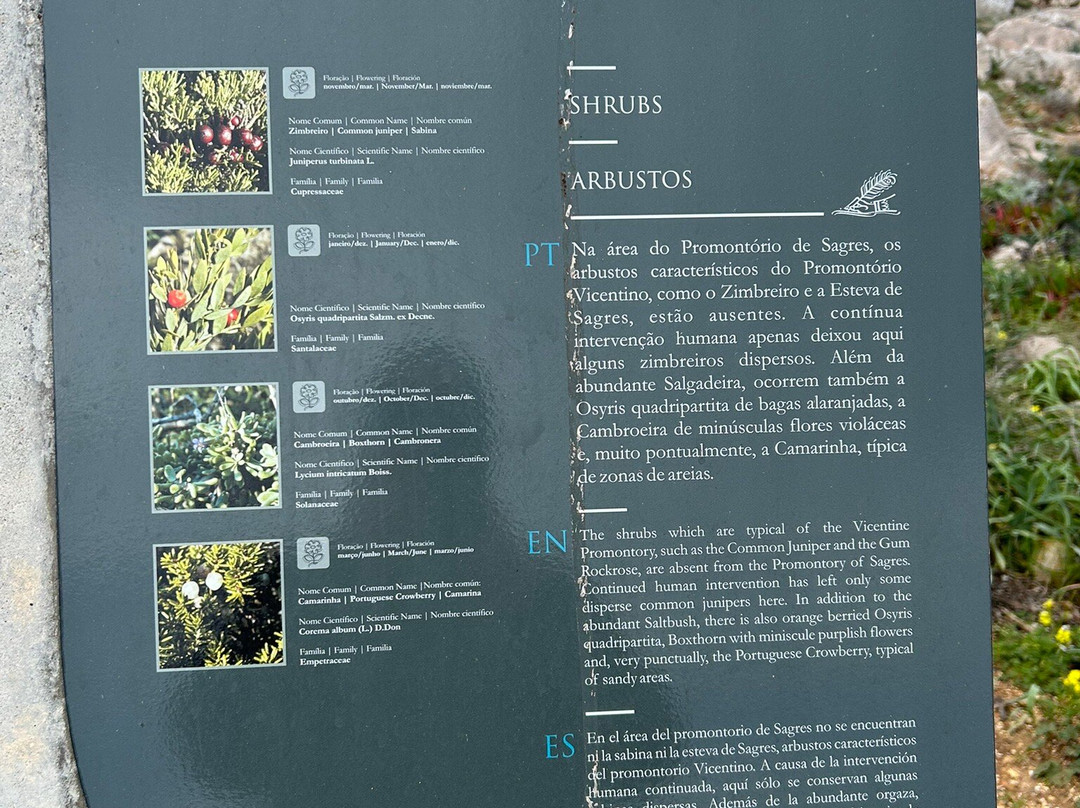 Floração | Flowering | Floración
novembro/mar. | November/Mar. | noviembre/mar.
Nome Comum | Common Name | Nombre común
Zimbreiro | Common juniper | Sabina
Nome Científico | Scientific Name | Nombre científico
Juniperus turbinata L.
Família | Family | Familia
Cupressaceae
Floração | Flowering | Floración
janeiro/dez. | January/Dec. | enero/dic.
Nome Científico | Scientific Name | Nombre científico
Osyris quadripartita Salzm. ex Decne.
Família | Family | Familia
Santalaceae
Floração | Flowering | Floración
outubro/dez. | October/Dec. | octubre/dic.
Nome Comum | Common Name | Nombre común
Cambroeira | Boxthorn | Cambronera
Nome Científico | Scientific Name | Nombre científico
Lycium intricatum Boiss.
Família | Family | Familia
Solanaceae
Floração | Flowering | Floración
março/junho | March/June | marzo/junio
Nome Comum | Common Name |Nombre común:
Camarinha | Portuguese Crowberry | Camarina
Nome Científico | Scientific Name | Nombre científico
Corema album (L.) D.Don
Família | Family | Familia
Empetraceae
SHRUBS
ARBUSTOS
PT
Na área do Promontório de Sagres, os
arbustos característicos do Promontório
Vicentino, como o Zimbreiro e a Esteva de
Sagres, estão ausentes. A contínua
intervenção humana apenas deixou aqui
alguns zimbreiros dispersos. Além da
abundante Salgadeira, ocorrem também a
Osyris quadripartita de bagas alaranjadas, a
Cambroeira de minúsculas flores violáceas
e, muito pontualmente, a Camarinha, típica
de zonas de areias.
EN
The shrubs which are typical of the Vicentine
Promontory, such as the Common Juniper and the Gum
Rockrose, are absent from the Promontory of Sagres.
Continued human intervention has left only some
disperse common junipers here. In addition to the
abundant Saltbush, there is also orange berried Osyris
quadripartita, Boxthorn with miniscule purplish flowers
and, very punctually, the Portuguese Crowberry, typical
of sandy areas.
ES
En el área del promontorio de Sagres no se encuentran
ni la sabina ni la esteva de Sagres, arbustos característicos
del promontorio Vicentino. A causa de la intervención
humana continuada, aquí sólo se conservan algunas
dispersas. Además de la abundante orgaza,